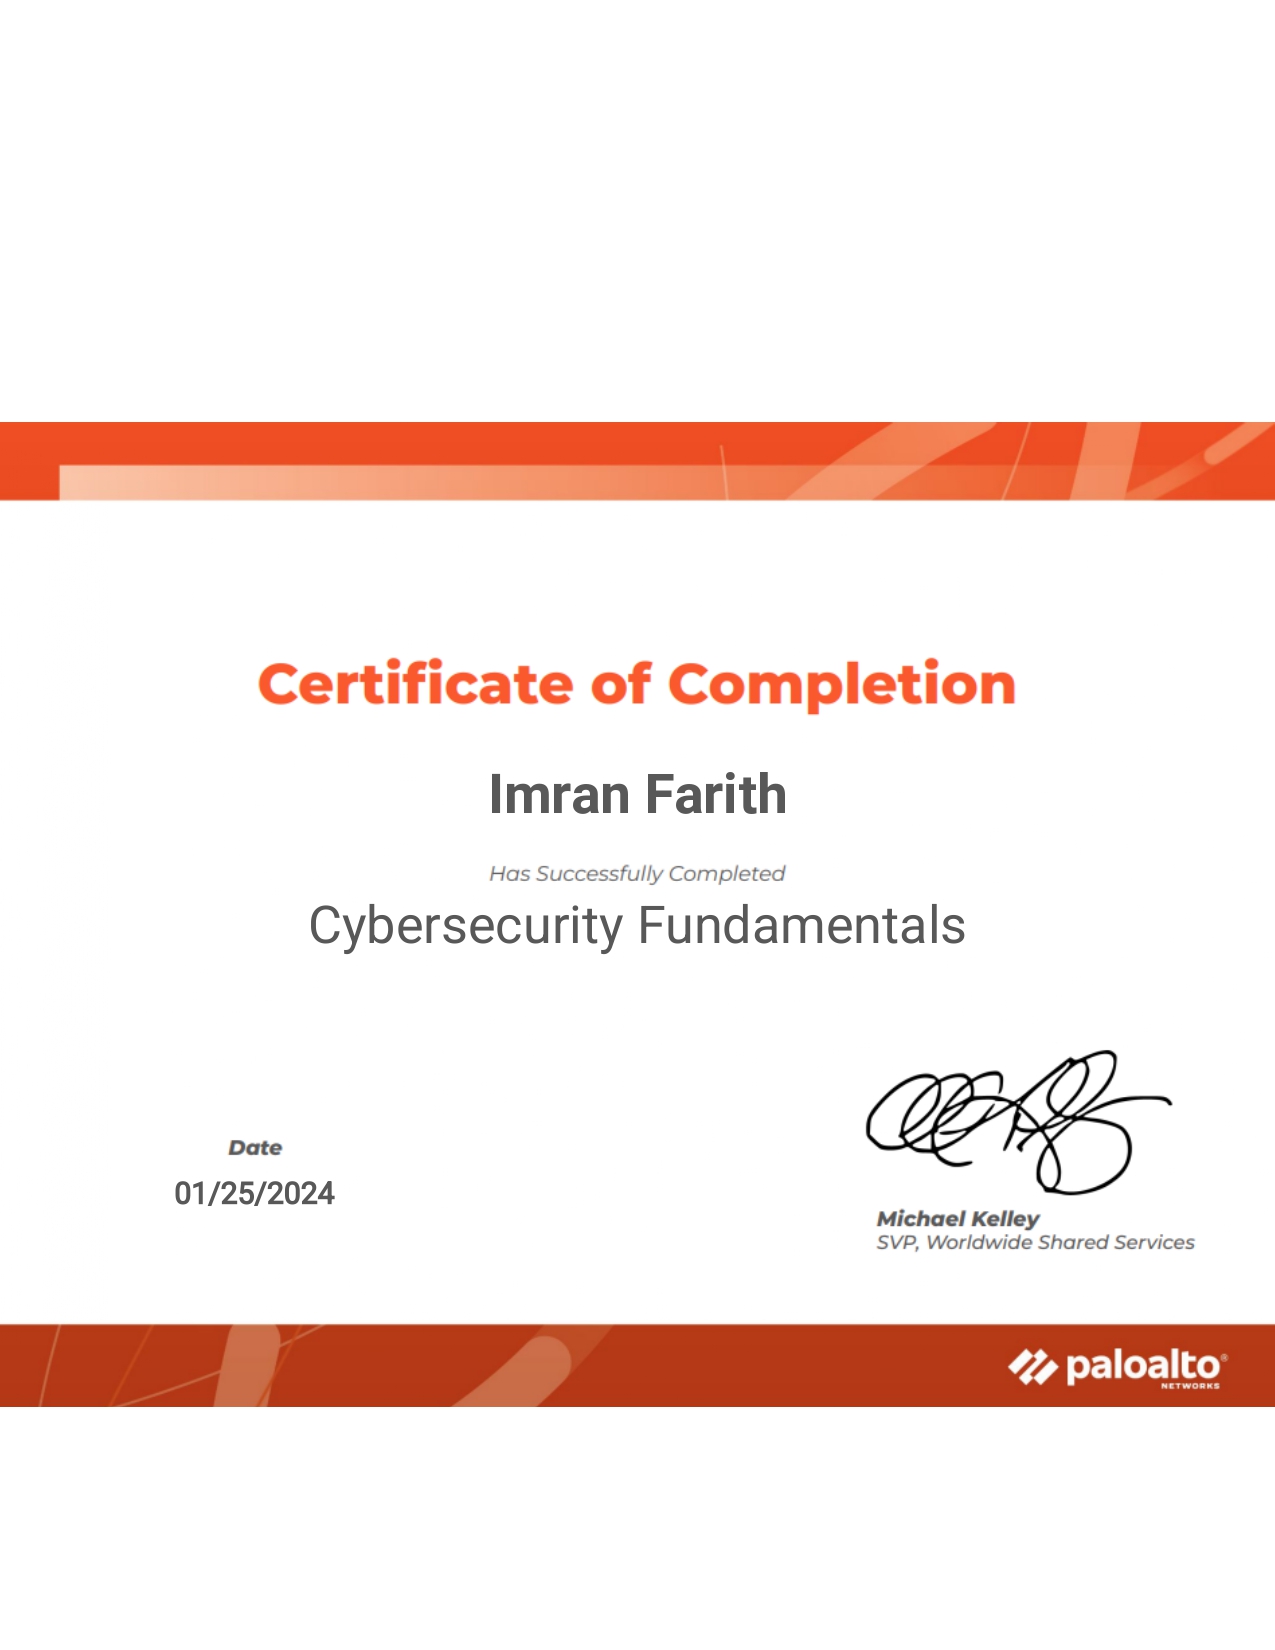 Certificate of Completion
Imran Farith
Has Successfully Completed
Cybersecurity Fundamentals
Date
01/25/2024
Michael Kelley
SVP, Worldwide Shared Services
paloalto®
NETWORKS